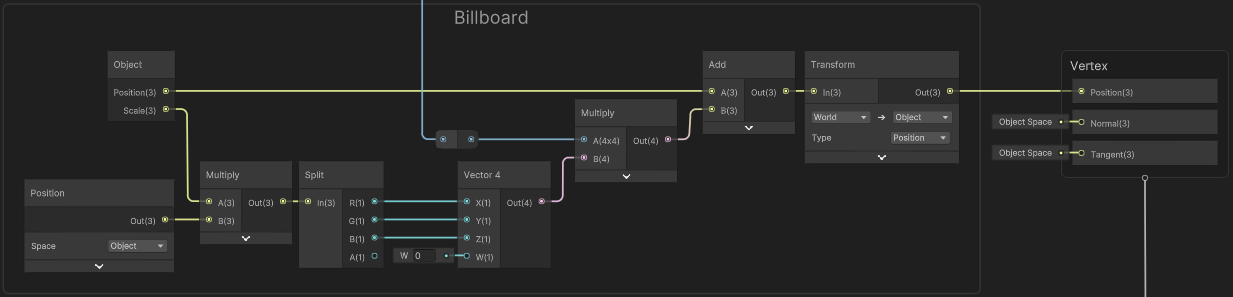 Billboard
Object
Position(3)
Scale(3)
Position
Out(3)
Space
Object
Multiply
A(3)
Out(3)
B(3)
Split
In(3)
R(1)
G(1)
B(1)
A(1)
W 0
Vector 4
X(1)
Out(4)
Y(1)
Z(1)
W(1)
Multiply
A(4x4)
Out(4)
B(4)
Add
A(3)
Out(3)
B(3)
Transform
In(3)
Out(3)
World
Object
Type
Position
Vertex
Position(3)
Object Space
Normal(3)
Object Space
Tangent(3)